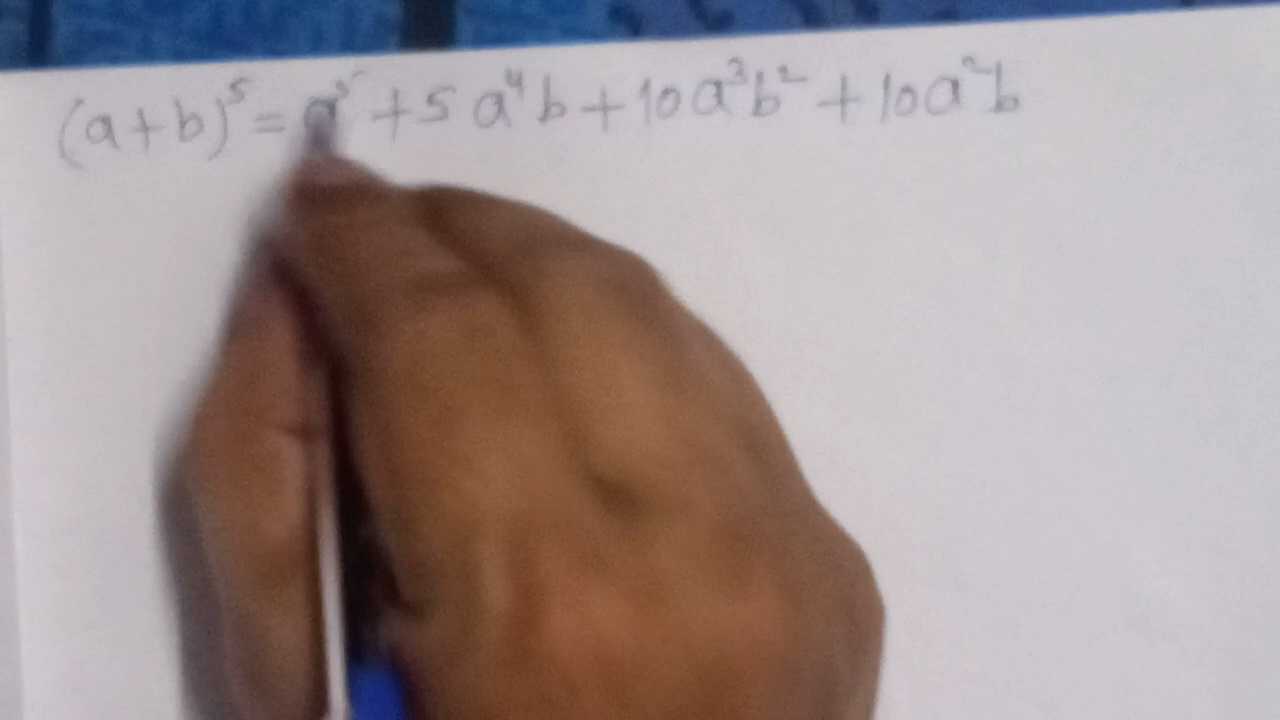 (a+b)⁵ = a⁵ + 5a⁴b + 10a³b² + 10a²b